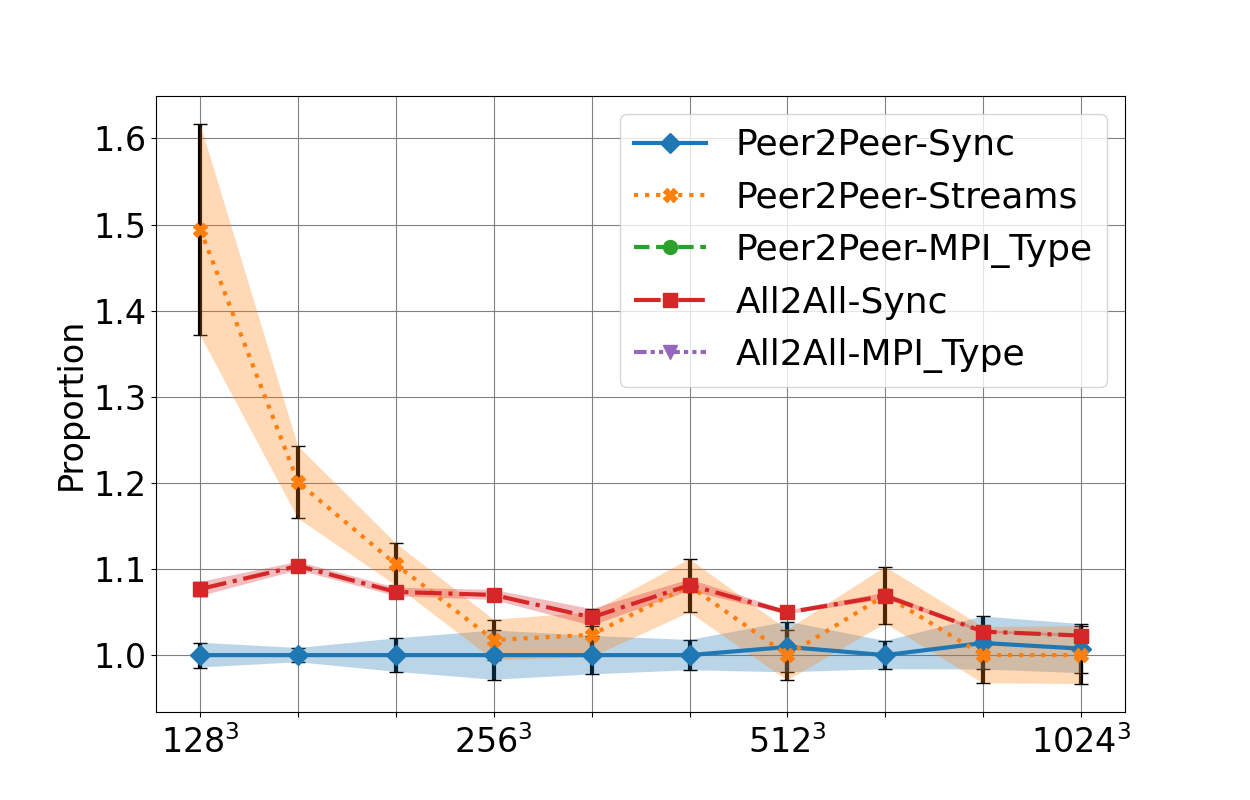 Peer2Peer-Sync
Peer2Peer-Streams
Peer2Peer-MPI_Type
All2All-Sync
All2All-MPI_Type
Proportion
1.6
1.5
1.4
1.3
1.2
1.1
1.0
128³ 256³ 512³ 1024³